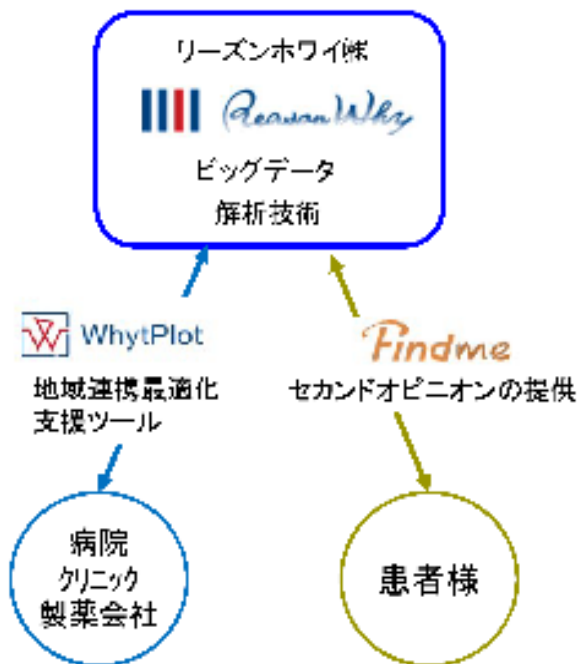 リーズンホワイ㈱
Reason Why
ビッグデータ
解析技術
WhytPlot
地域連携最適化
支援ツール
Findme
セカンドオピニオンの提供
病院
クリニック
製薬会社
患者様